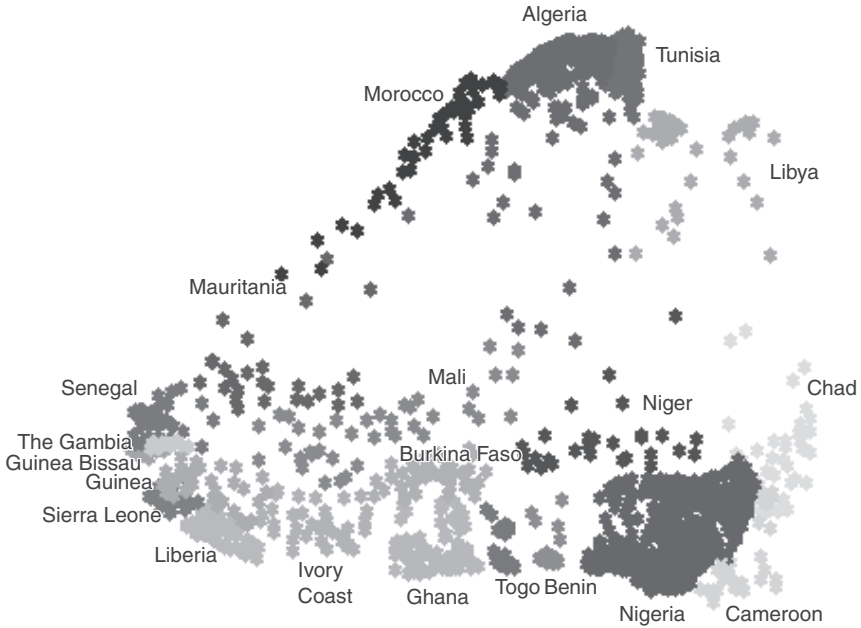 Algeria
Tunisia
Morocco
Libya
Mauritania
Mali
Senegal
Chad
Niger
The Gambia
Burkina Faso
Guinea Bissau
Guinea
Sierra Leone
Liberia
Ivory
Coast
Ghana
Togo
Benin
Nigeria
Cameroon